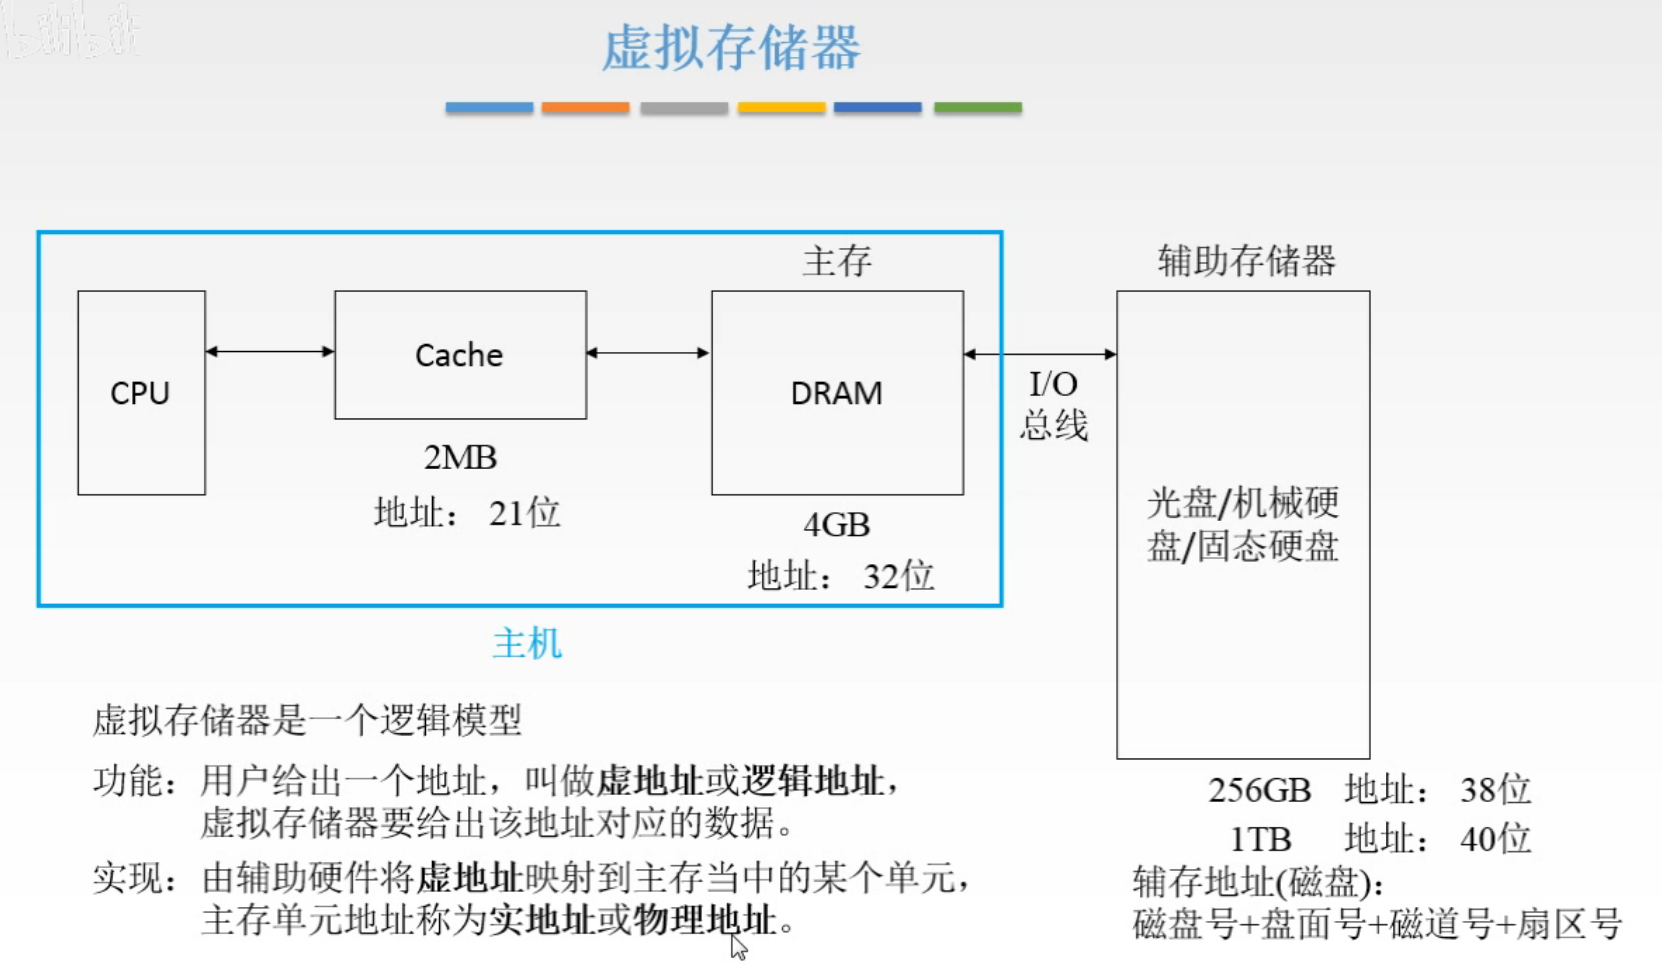 bilibili
虚拟存储器
主存
辅助存储器
CPU
Cache
DRAM
I/O
总线
2MB
地址： 21位
4GB
地址： 32位
光盘/机械硬
盘/固态硬盘
主机
虚拟存储器是一个逻辑模型
功能：用户给出一个地址，叫做虚地址或逻辑地址，
虚拟存储器要给出该地址对应的数据。
实现：由辅助硬件将虚地址映射到主存当中的某个单元，
主存单元地址称为实地址或物理地址。
256GB 地址： 38位
1TB 地址： 40位
辅存地址(磁盘)：
磁盘号+盘面号+磁道号+扇区号